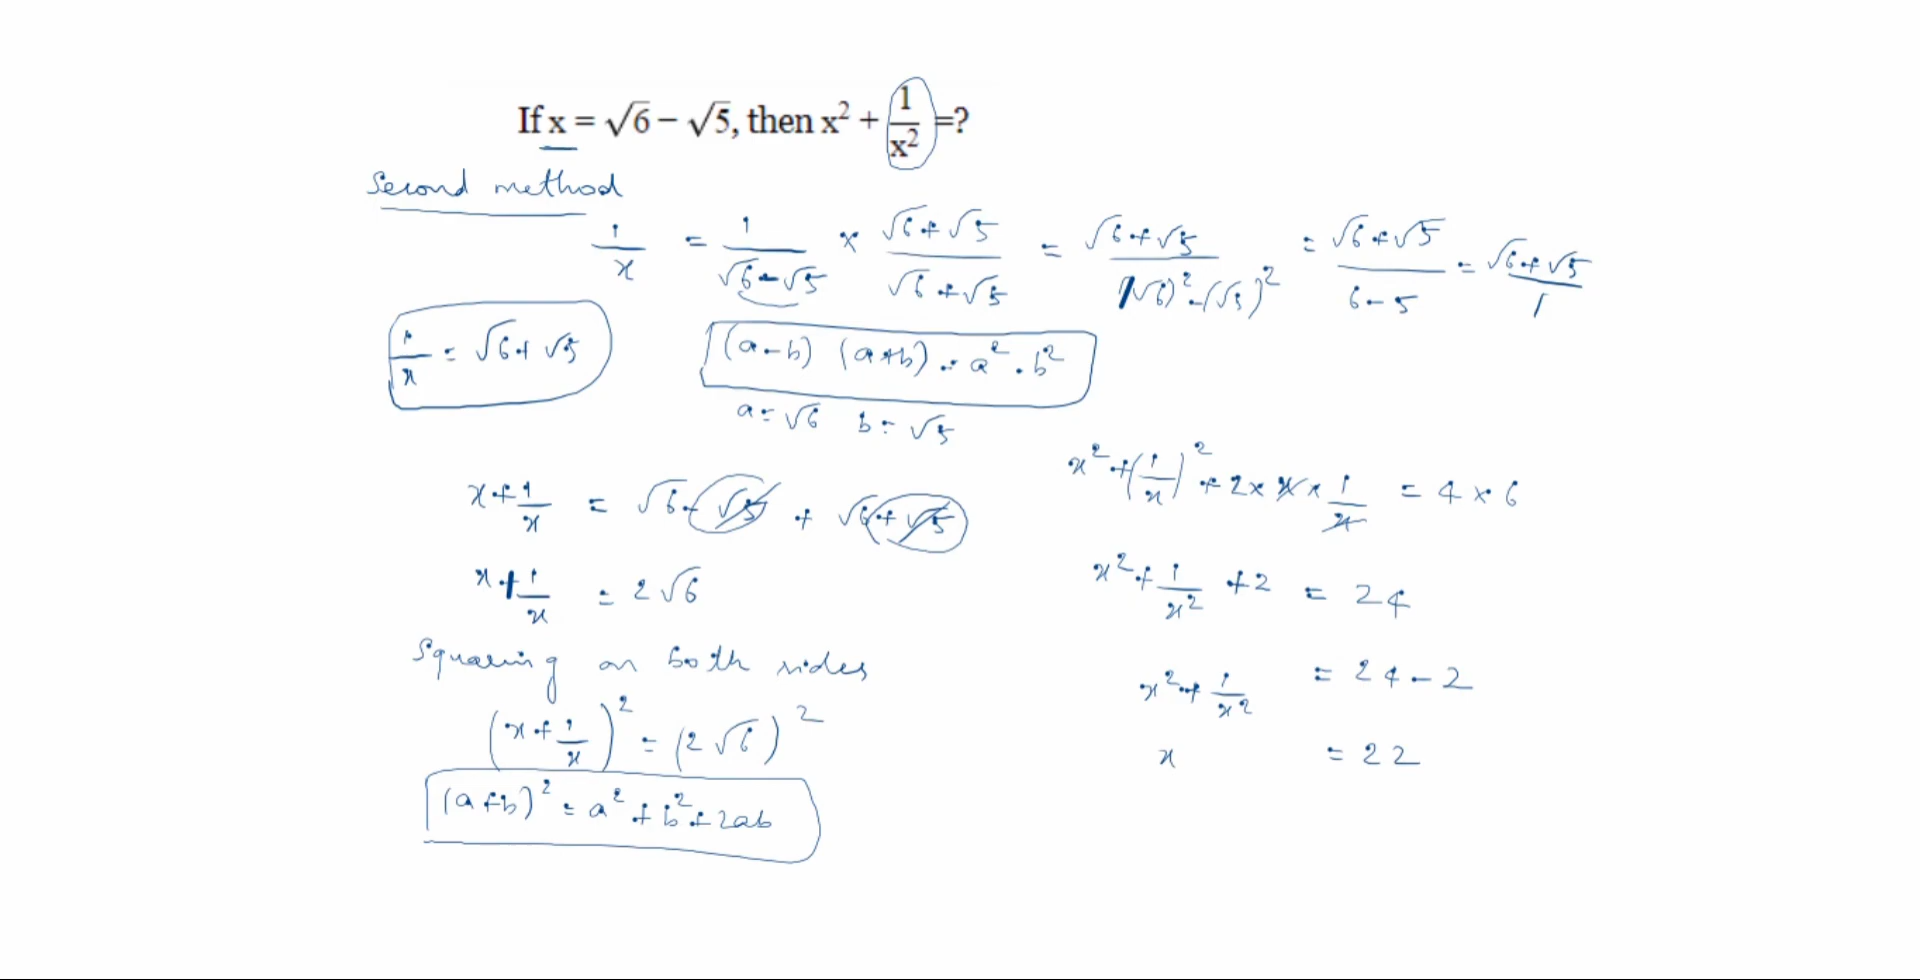 If x = √6 − √5, then x² + 1/x² =?
Second method
1/x = 1/(√6 − √5) × (√6 + √5)/(√6 + √5) = (√6 + √5)/((√6)² − (√5)²) = (√6 + √5)/(6 − 5) = (√6 + √5)/1
1/x = √6 + √5
(a − b) (a + b) = a² - b²
a = √6 b = √5
x + 1/x = √6 − √5 + √6 + √5
x + 1/x = 2√6
Squaring on both sides
(x + 1/x)² = (2√6)²
(a + b)² = a² + b² + 2ab
x² + (1/x)² + 2 × x × 1/x = 4 × 6
x² + 1/x² + 2 = 24
x² + 1/x² = 24 − 2
x = 22